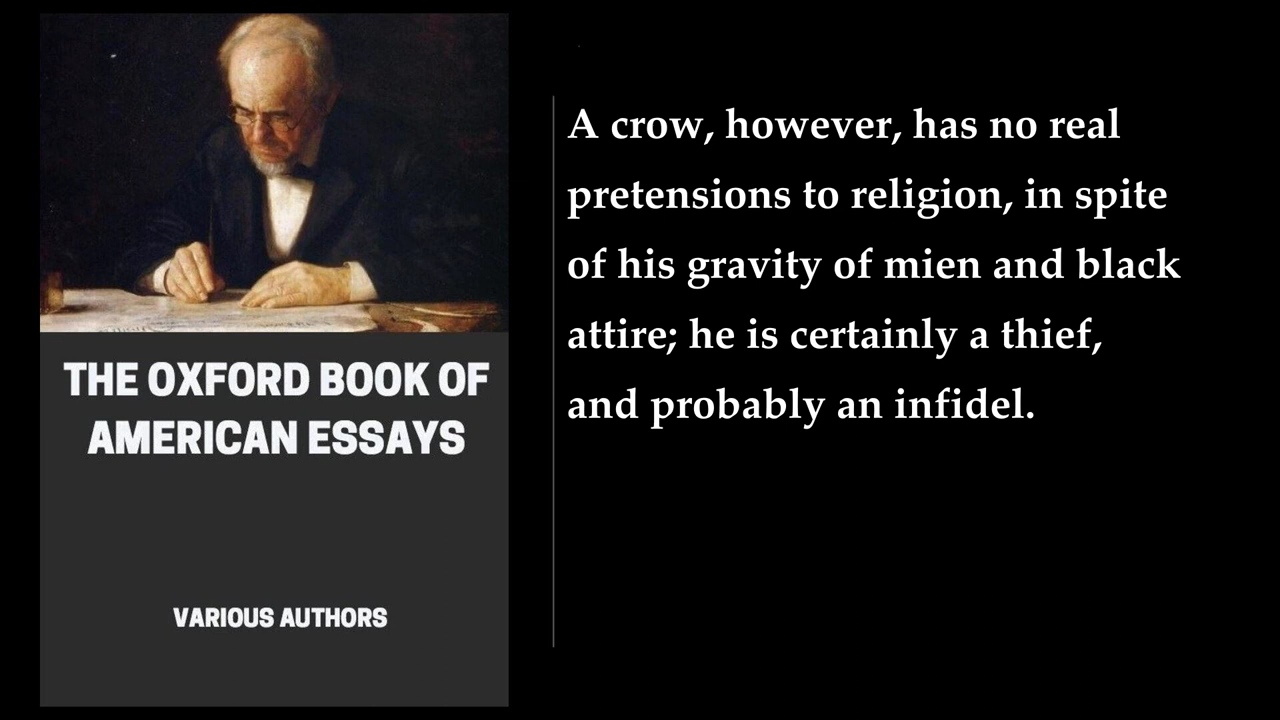 THE OXFORD BOOK OF
AMERICAN ESSAYS
VARIOUS AUTHORS
A crow, however, has no real
pretensions to religion, in spite
of his gravity of mien and black
attire; he is certainly a thief,
and probably an infidel.